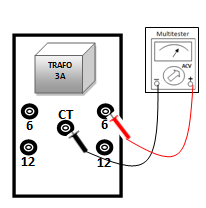 Multitester
ACV
- +
TRAFO
3A
6 CT 6
12 12